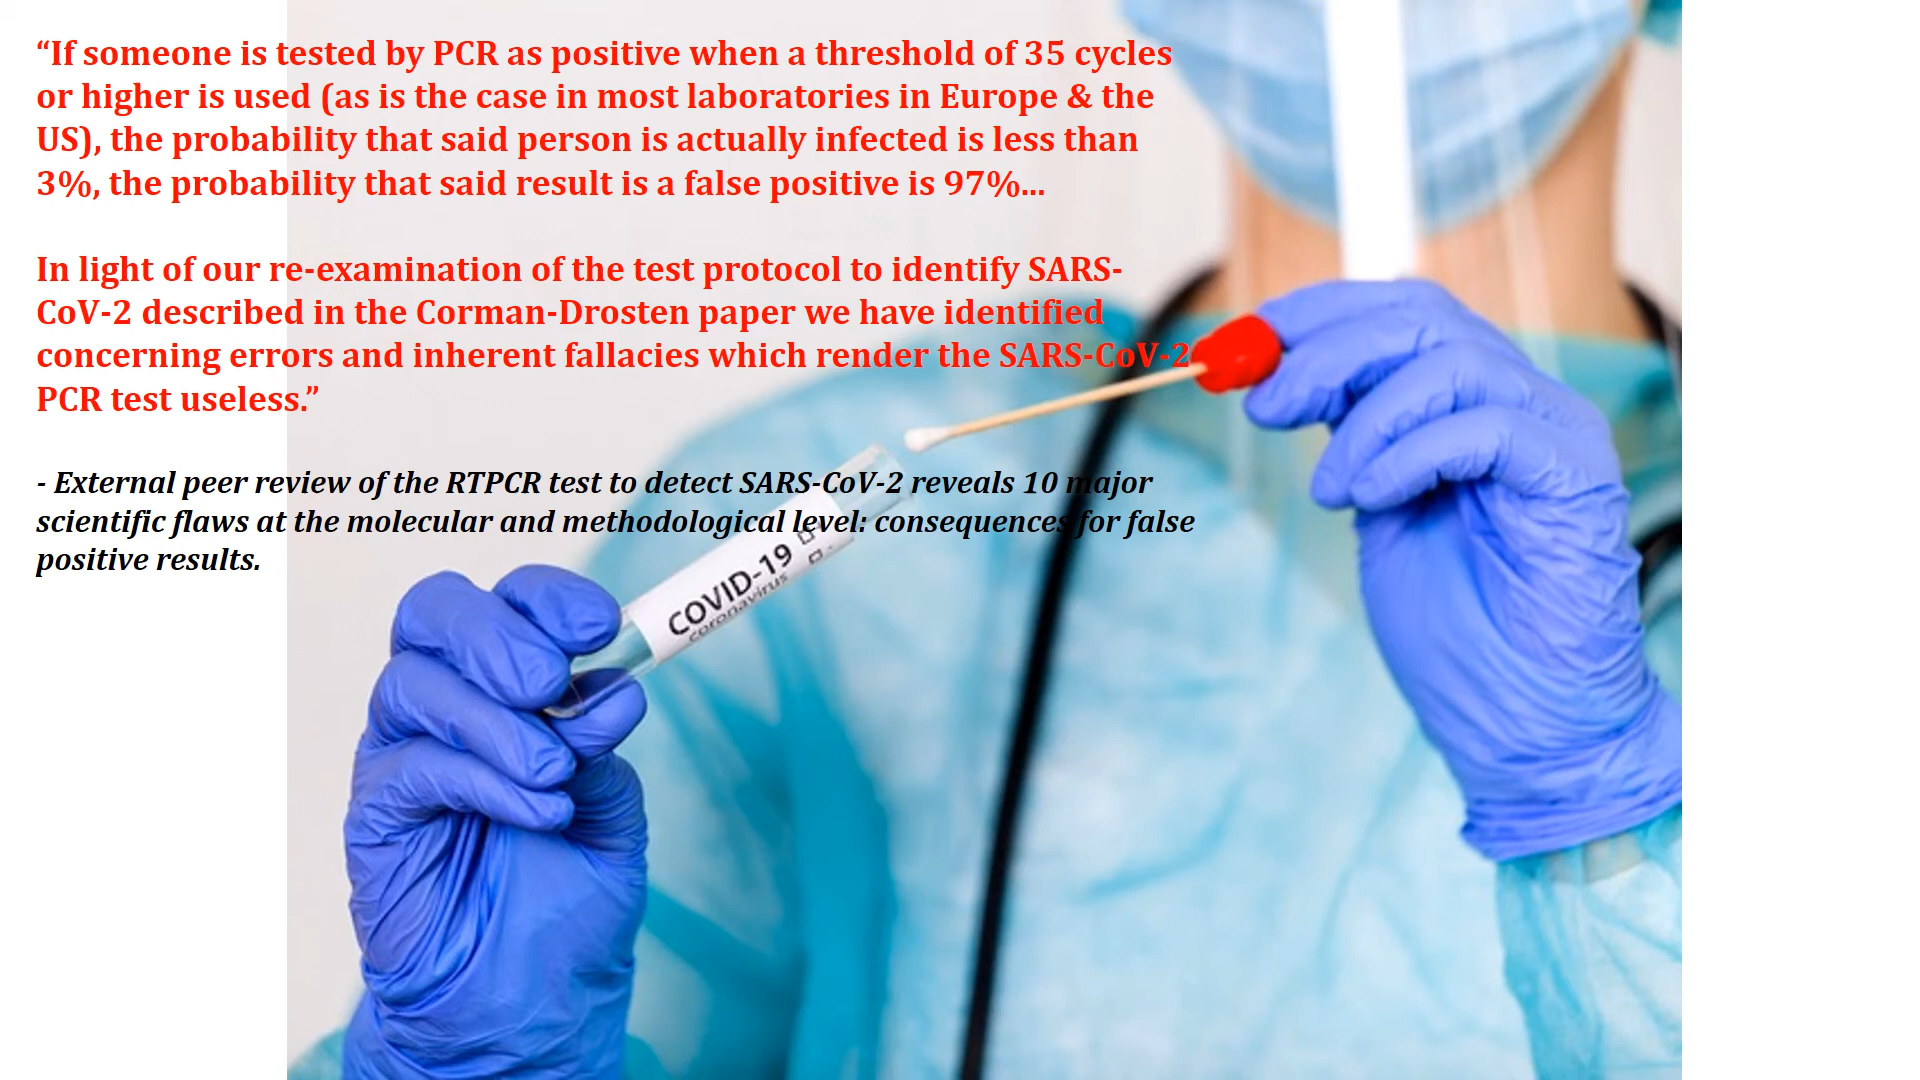 “If someone is tested by PCR as positive when a threshold of 35 cycles
or higher is used (as is the case in most laboratories in Europe & the
US), the probability that said person is actually infected is less than
3%, the probability that said result is a false positive is 97%...
In light of our re-examination of the test protocol to identify SARS-
CoV-2 described in the Corman-Drosten paper we have identified
concerning errors and inherent fallacies which render the SARS-CoV-2
PCR test useless.”
- External peer review of the RTPCR test to detect SARS-CoV-2 reveals 10 major
scientific flaws at the molecular and methodological level: consequences for false
positive results.
COVID-19
coronavirus